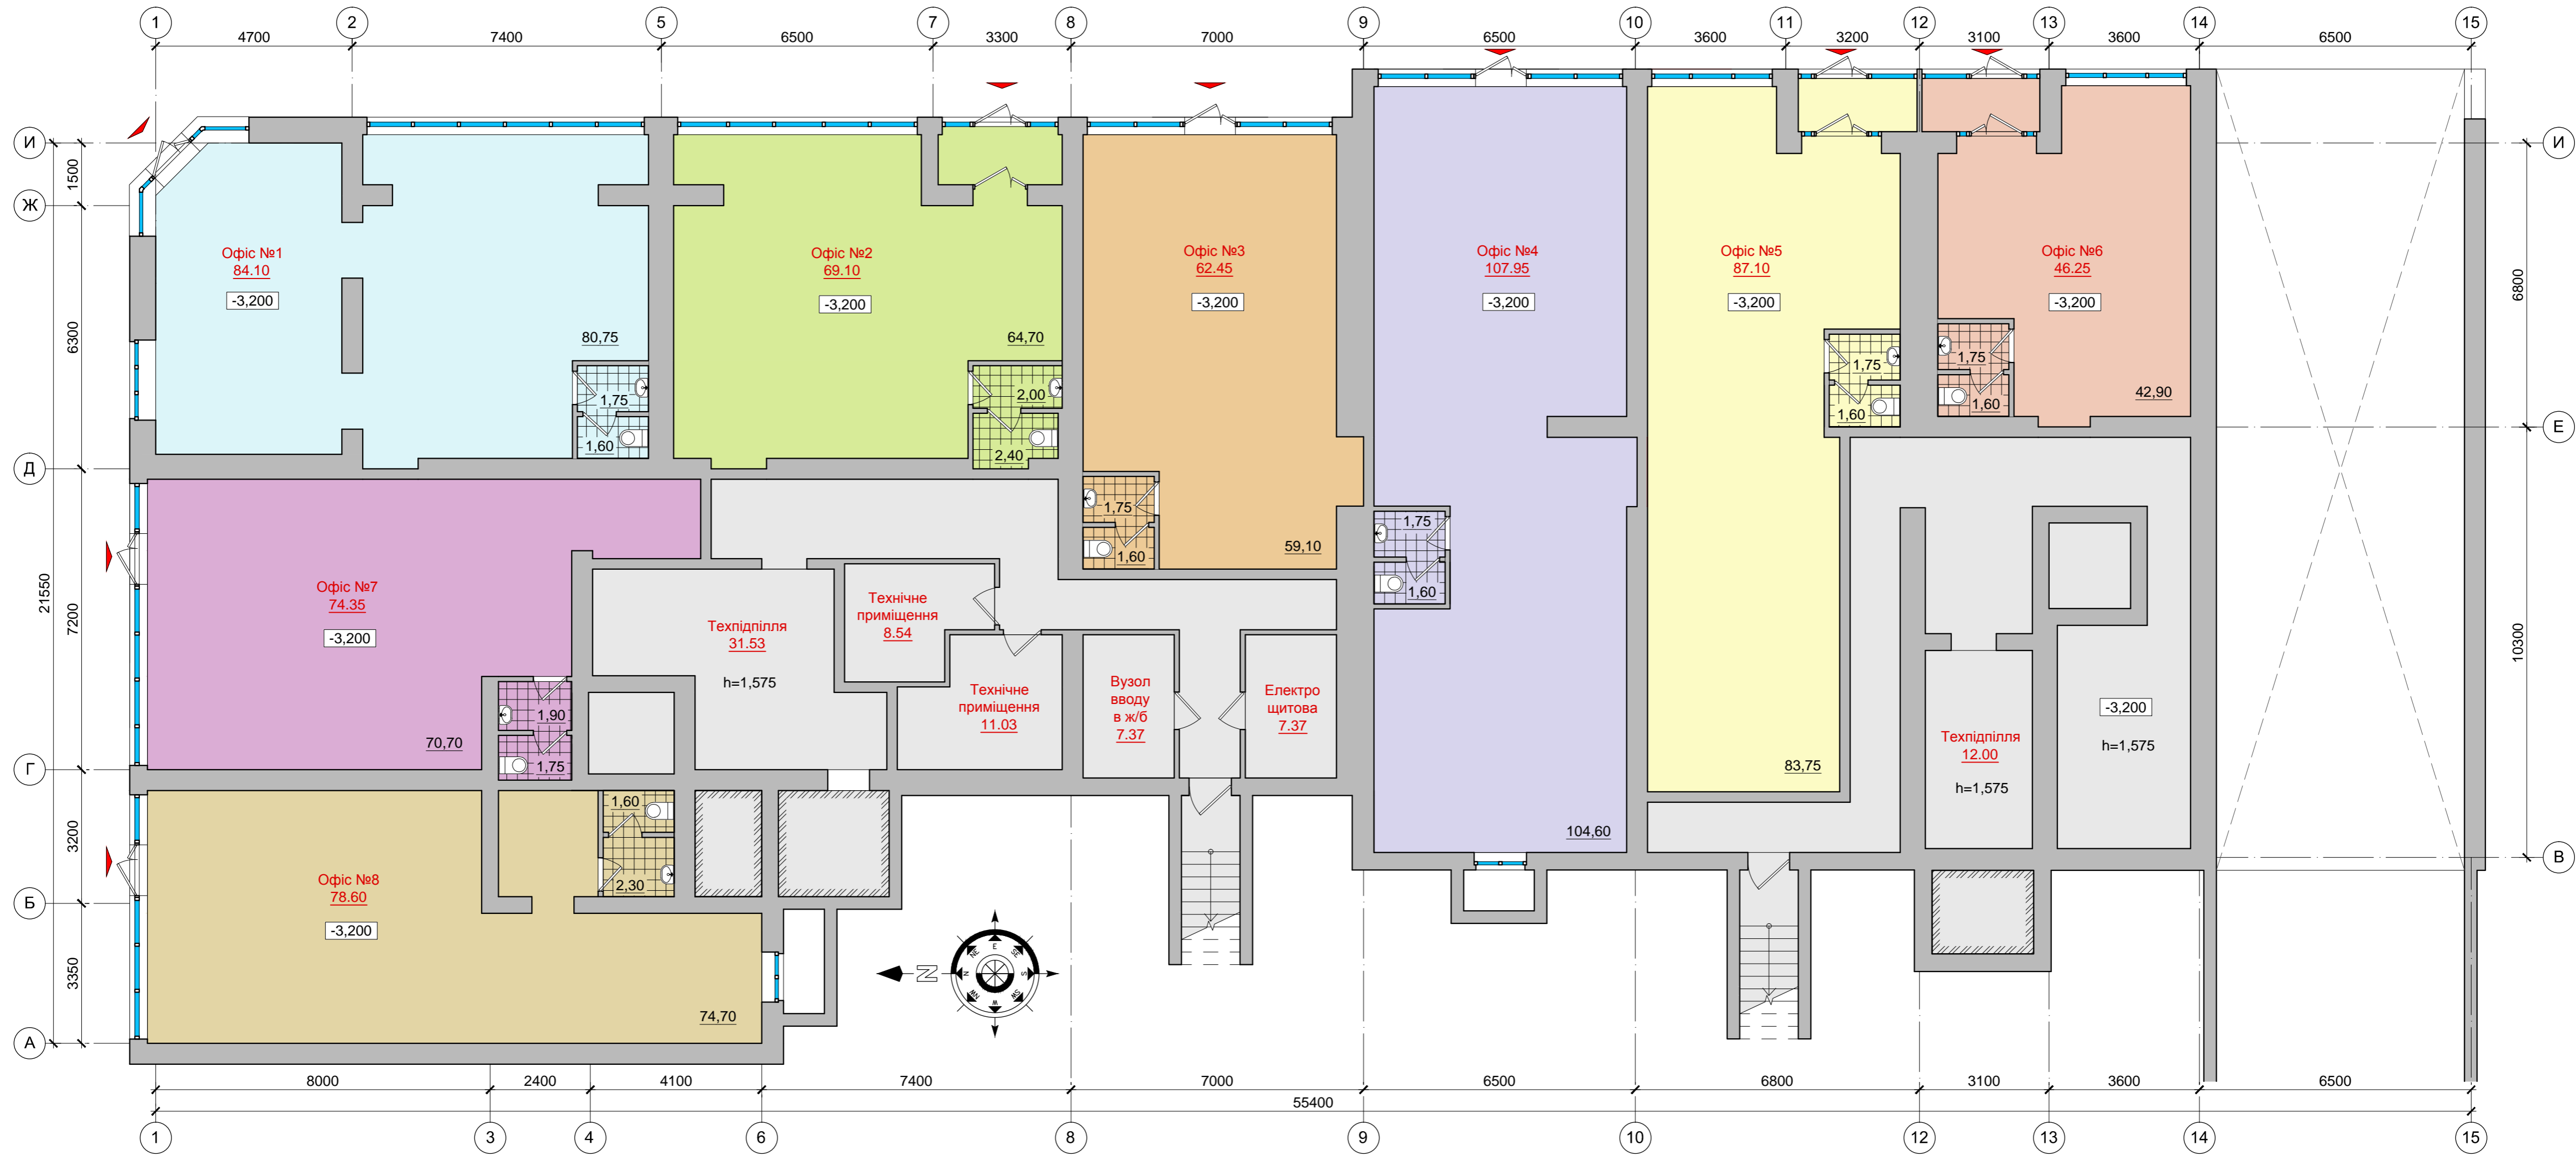 1 2 5 7 8 9 10 11 12 13 14 15
4700 7400 6500 3300 7000 6500 3600 3200 3100 3600 6500
И И
1500
Ж
6300
6800
Офіс №1
84.10
-3,200
80,75
1,75
1,60
Офіс №2
69.10
-3,200
64,70
2,00
2,40
Офіс №3
62.45
-3,200
59,10
1,75
1,60
Офіс №4
107.95
-3,200
1,75
1,60
104,60
Офіс №5
87.10
-3,200
1,75
1,60
83,75
Офіс №6
46.25
-3,200
1,75
1,60
42,90
Е
Д
21550
7200
10300
Офіс №7
74.35
-3,200
70,70
1,90
1,75
Техпідпілля
31.53
h=1,575
Технічне
приміщення
8.54
Технічне
приміщення
11.03
Вузол
вводу
в ж/б
7.37
Електро
щитова
7.37
Техпідпілля
12.00
h=1,575
-3,200
h=1,575
Г
3200
В
Офіс №8
78.60
-3,200
1,60
2,30
74,70
Б
3350
А
N
E
SE
S
SW
W
NW
N
NE
8000 2400 4100 7400 7000 6500 6800 3100 3600 6500
55400
1 3 4 6 8 9 10 12 13 14 15